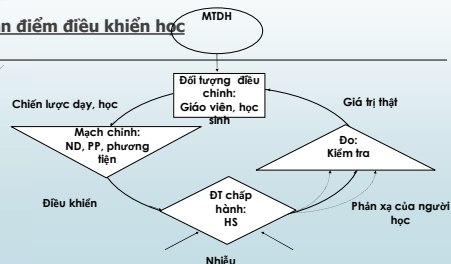 n điểm điều khiển học
MTDH
Đối tượng điều
chỉnh:
Giáo viên, học
sinh
Chiến lược dạy, học
Giá trị thật
Mạch chỉnh:
ND, PP, phương
tiện
Đo:
Kiểm tra
Điều khiển
ĐT chấp
hành:
HS
Phản xạ của người
học
Nhiễu